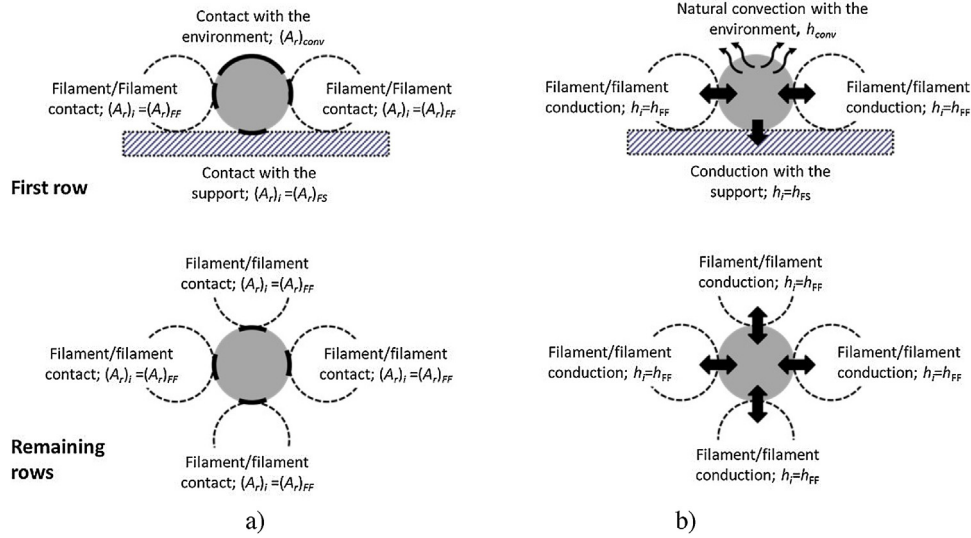 Contact with the
environment; (Aᵣ)conv
Filament/Filament
contact; (Aᵣ)ᵢ =(Aᵣ)FF
Filament/Filament
contact; (Aᵣ)ᵢ =(Aᵣ)FF
Contact with the
support; (Aᵣ)ᵢ =(Aᵣ)FS
First row
Filament/filament
contact; (Aᵣ)ᵢ =(Aᵣ)FF
Filament/filament
contact; (Aᵣ)ᵢ =(Aᵣ)FF
Filament/filament
contact; (Aᵣ)ᵢ =(Aᵣ)FF
Remaining
rows
Filament/filament
contact; (Aᵣ)ᵢ =(Aᵣ)FF
a)
Natural convection with the
environment, hconv
Filament/filament
conduction; hᵢ=hFF
Filament/filament
conduction; hᵢ=hFF
Conduction with the
support; hᵢ=hFS
Filament/filament
conduction; hᵢ=hFF
Filament/filament
conduction; hᵢ=hFF
Filament/filament
conduction; hᵢ=hFF
Filament/filament
conduction; hᵢ=hFF
b)